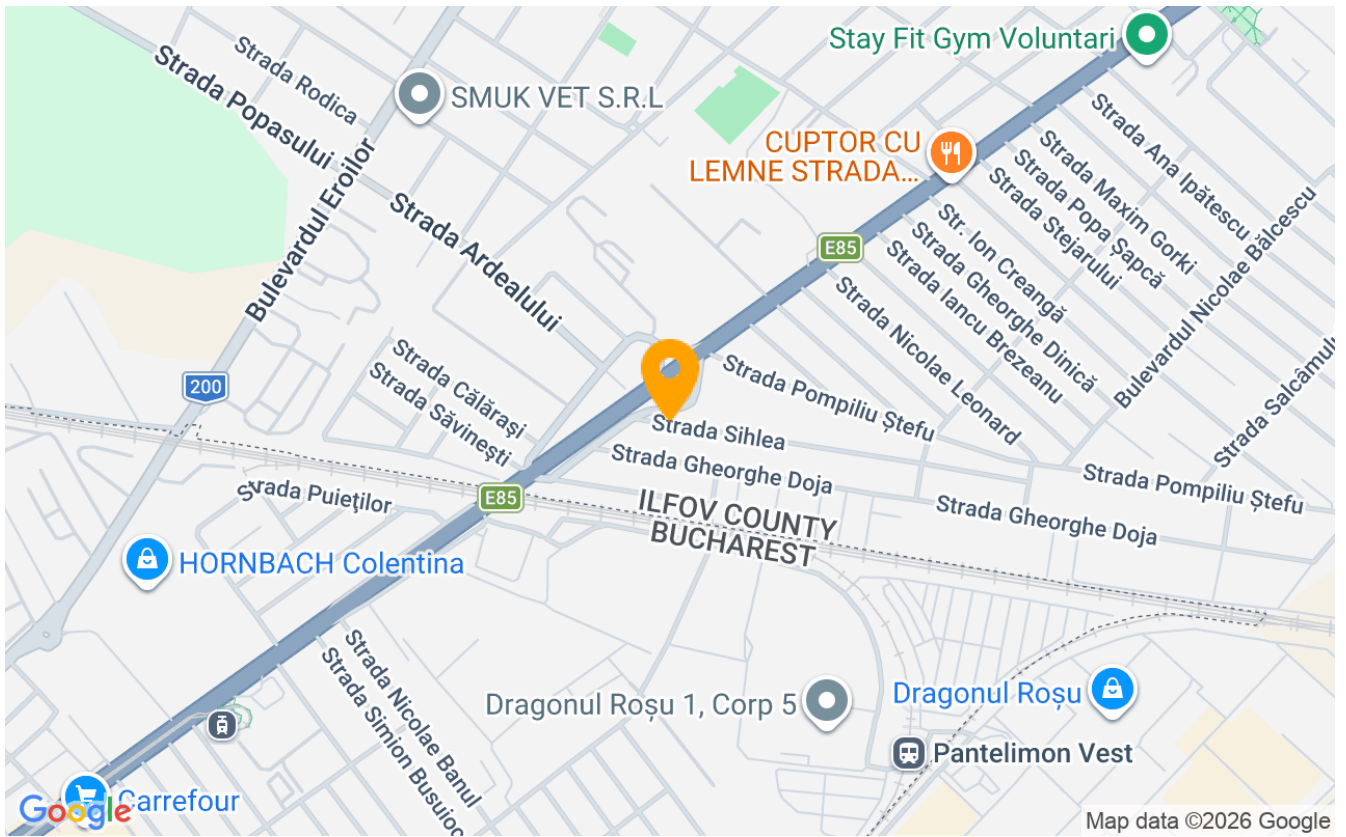 Stay Fit Gym Voluntari
Strada Rodica
Strada Popasului
SMUK VET S.R.L
CUPTOR CU
LEMNE STRADA...
Strada Ana Ipătescu
Strada Maxim Gorki
Strada Popa Șapcă
Strada Stejarului
Str. Ion Creangă
Strada Gheorghe Dinică
Strada Iancu Brezeanu
Bulevardul Nicolae Bălcescu
Bulevardul Eroilor
Strada Ardealului
E85
Strada Nicolae Leonard
Strada Salcâmulu
200
Strada Călărași
Strada Săvinești
Strada Pompiliu Ștefu
Strada Sihlea
Strada Gheorghe Doja
Strada Pompiliu Ștefu
Strada Puieților
E85
ILFOV COUNTY
BUCHAREST
Strada Gheorghe Doja
HORNBACH Colentina
Strada Nicolae Banul
Strada Simion Busuioc
Dragonul Roșu 1, Corp 5
Dragonul Roșu
Pantelimon Vest
Carrefour
Google
Map data ©2026 Google